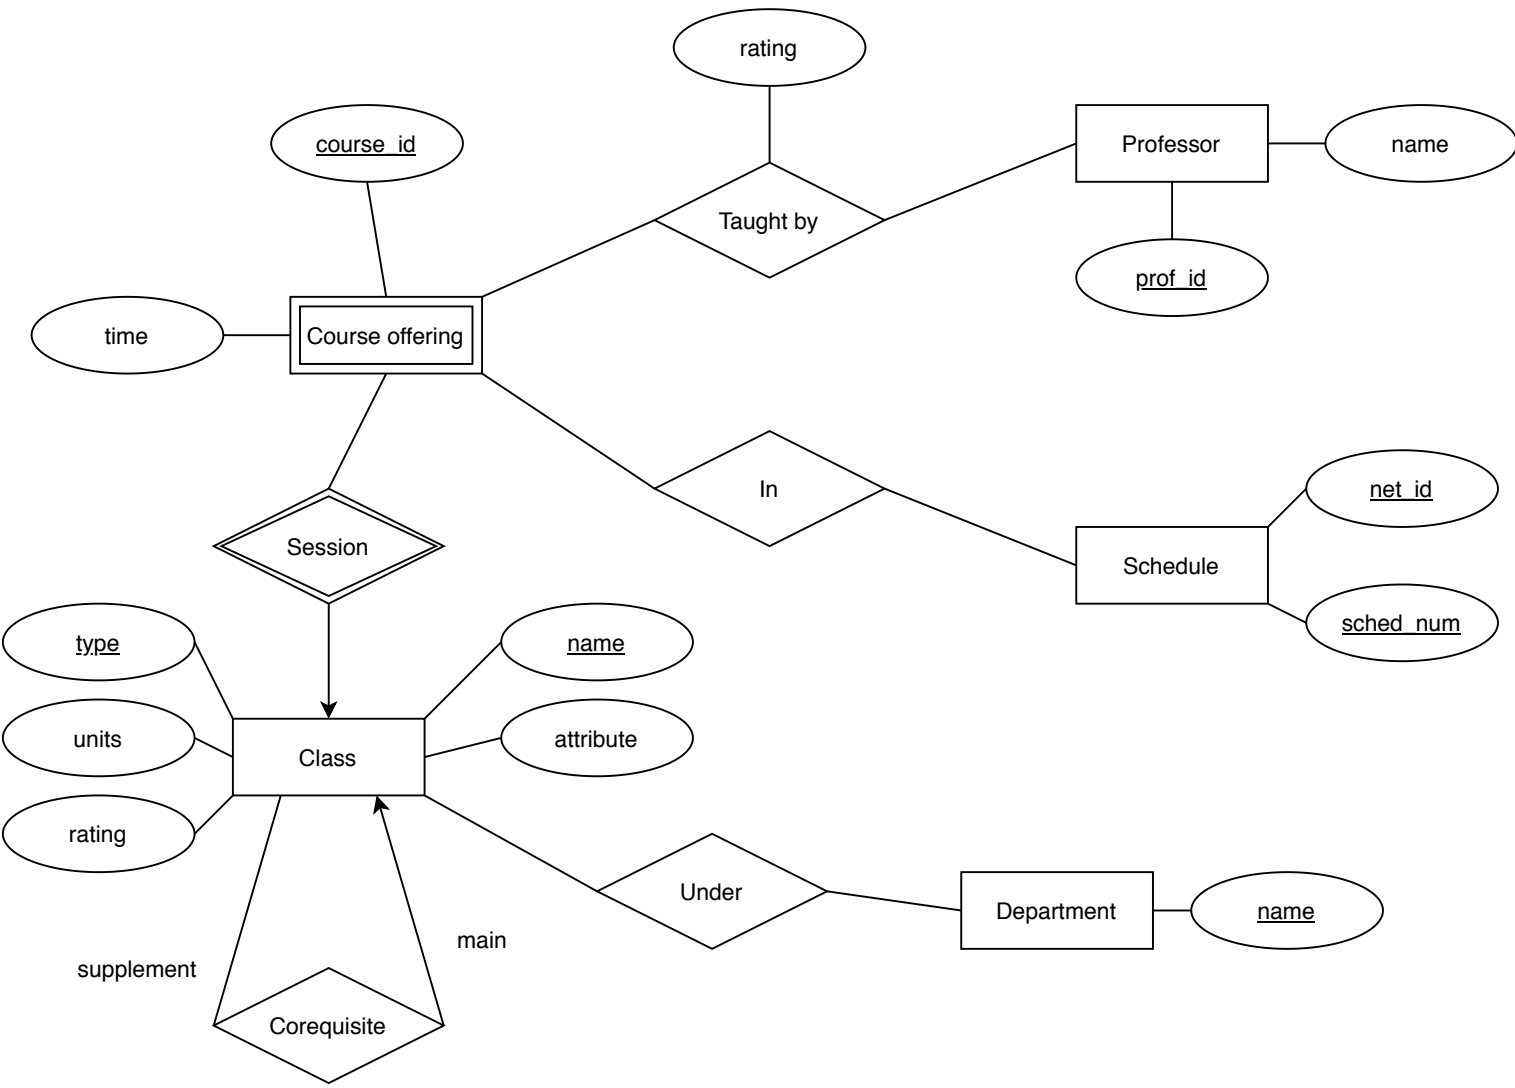 rating
course_id
Professor
name
Taught by
prof_id
time
Course offering
In
net_id
Session
Schedule
sched_num
type
name
units
attribute
Class
rating
Under
Department
name
main
supplement
Corequisite